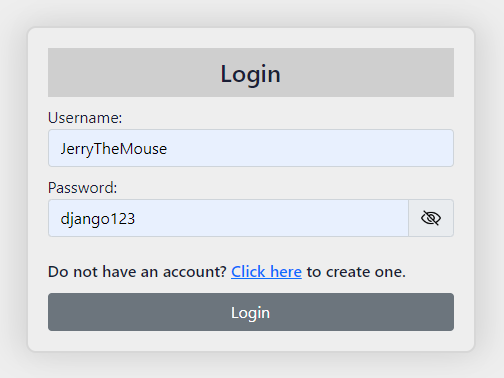 Login
Username:
JerryTheMouse
Password:
django123
Do not have an account? Click here to create one.
Login